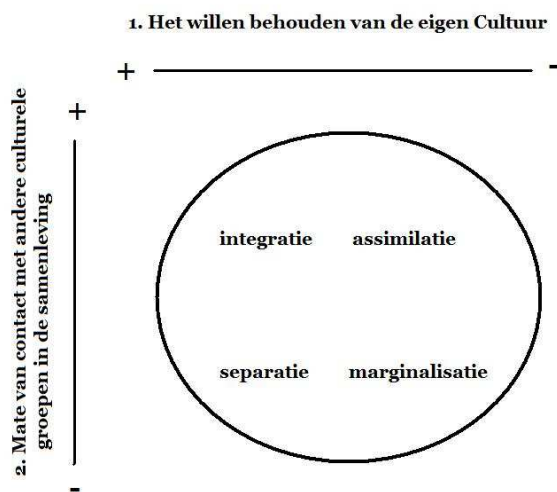 1. Het willen behouden van de eigen Cultuur
+ -
+
2. Mate van contact met andere culturele
groepen in de samenleving
integratie assimilatie
separatie marginalisatie
-